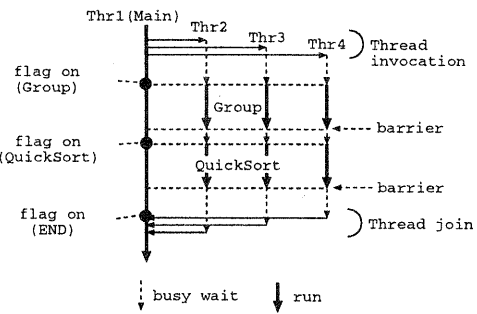 Thr1(Main)
Thr2
Thr3
Thr4
Thread
invocation
flag on
(Group)
Group
barrier
flag on
(QuickSort)
QuickSort
barrier
flag on
(END)
Thread join
busy wait
run